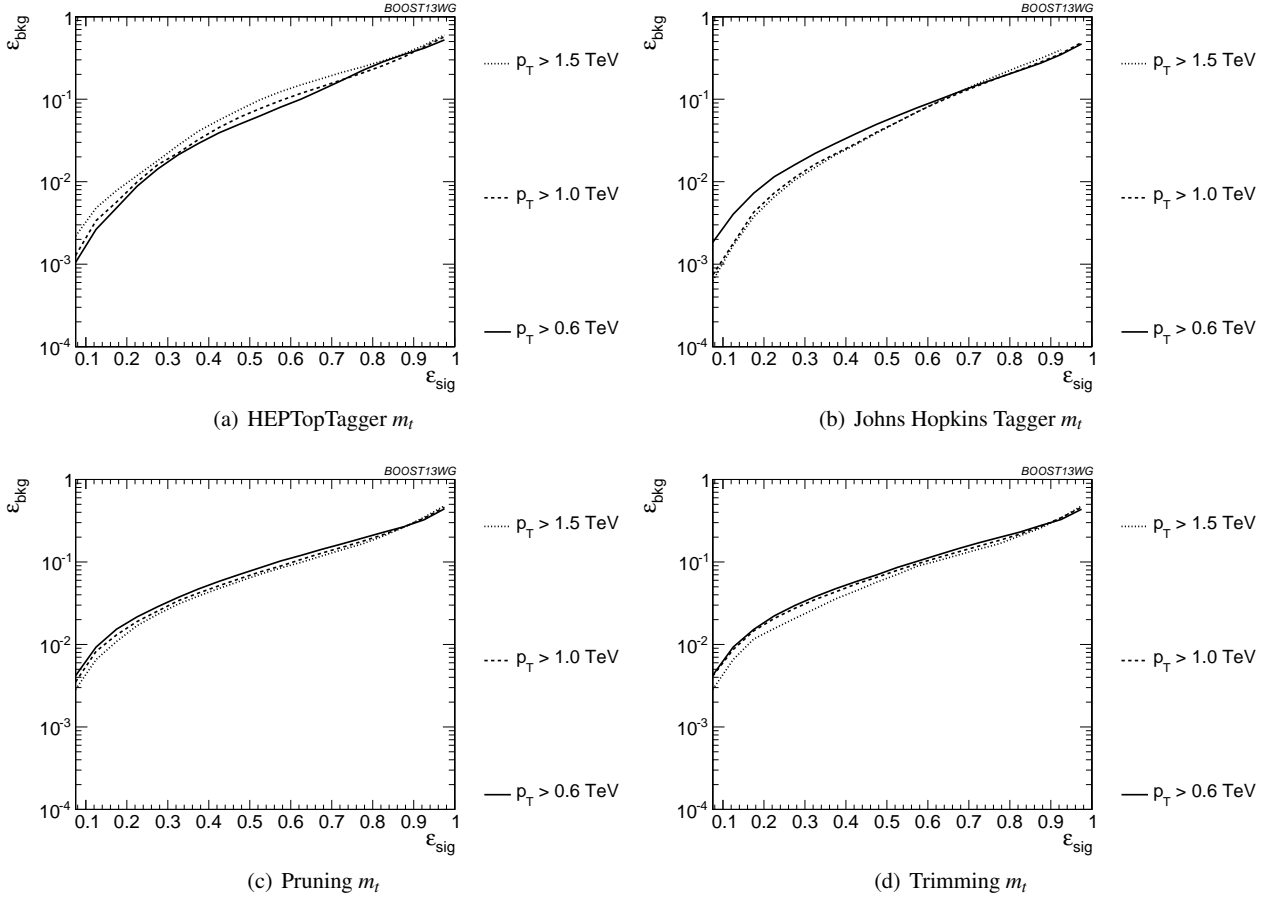 BOOST13WG
BOOST13WG
ε_bkg
1
10^-1
10^-2
10^-3
10^-4
0.1 0.2 0.3 0.4 0.5 0.6 0.7 0.8 0.9 1
ε_sig
p_T > 1.5 TeV
p_T > 1.0 TeV
p_T > 0.6 TeV
ε_bkg
1
10^-1
10^-2
10^-3
10^-4
0.1 0.2 0.3 0.4 0.5 0.6 0.7 0.8 0.9 1
ε_sig
p_T > 1.5 TeV
p_T > 1.0 TeV
p_T > 0.6 TeV
(a) HEPTopTagger m_t
(b) Johns Hopkins Tagger m_t
BOOST13WG
BOOST13WG
ε_bkg
1
10^-1
10^-2
10^-3
10^-4
0.1 0.2 0.3 0.4 0.5 0.6 0.7 0.8 0.9 1
ε_sig
p_T > 1.5 TeV
p_T > 1.0 TeV
p_T > 0.6 TeV
ε_bkg
1
10^-1
10^-2
10^-3
10^-4
0.1 0.2 0.3 0.4 0.5 0.6 0.7 0.8 0.9 1
ε_sig
p_T > 1.5 TeV
p_T > 1.0 TeV
p_T > 0.6 TeV
(c) Pruning m_t
(d) Trimming m_t